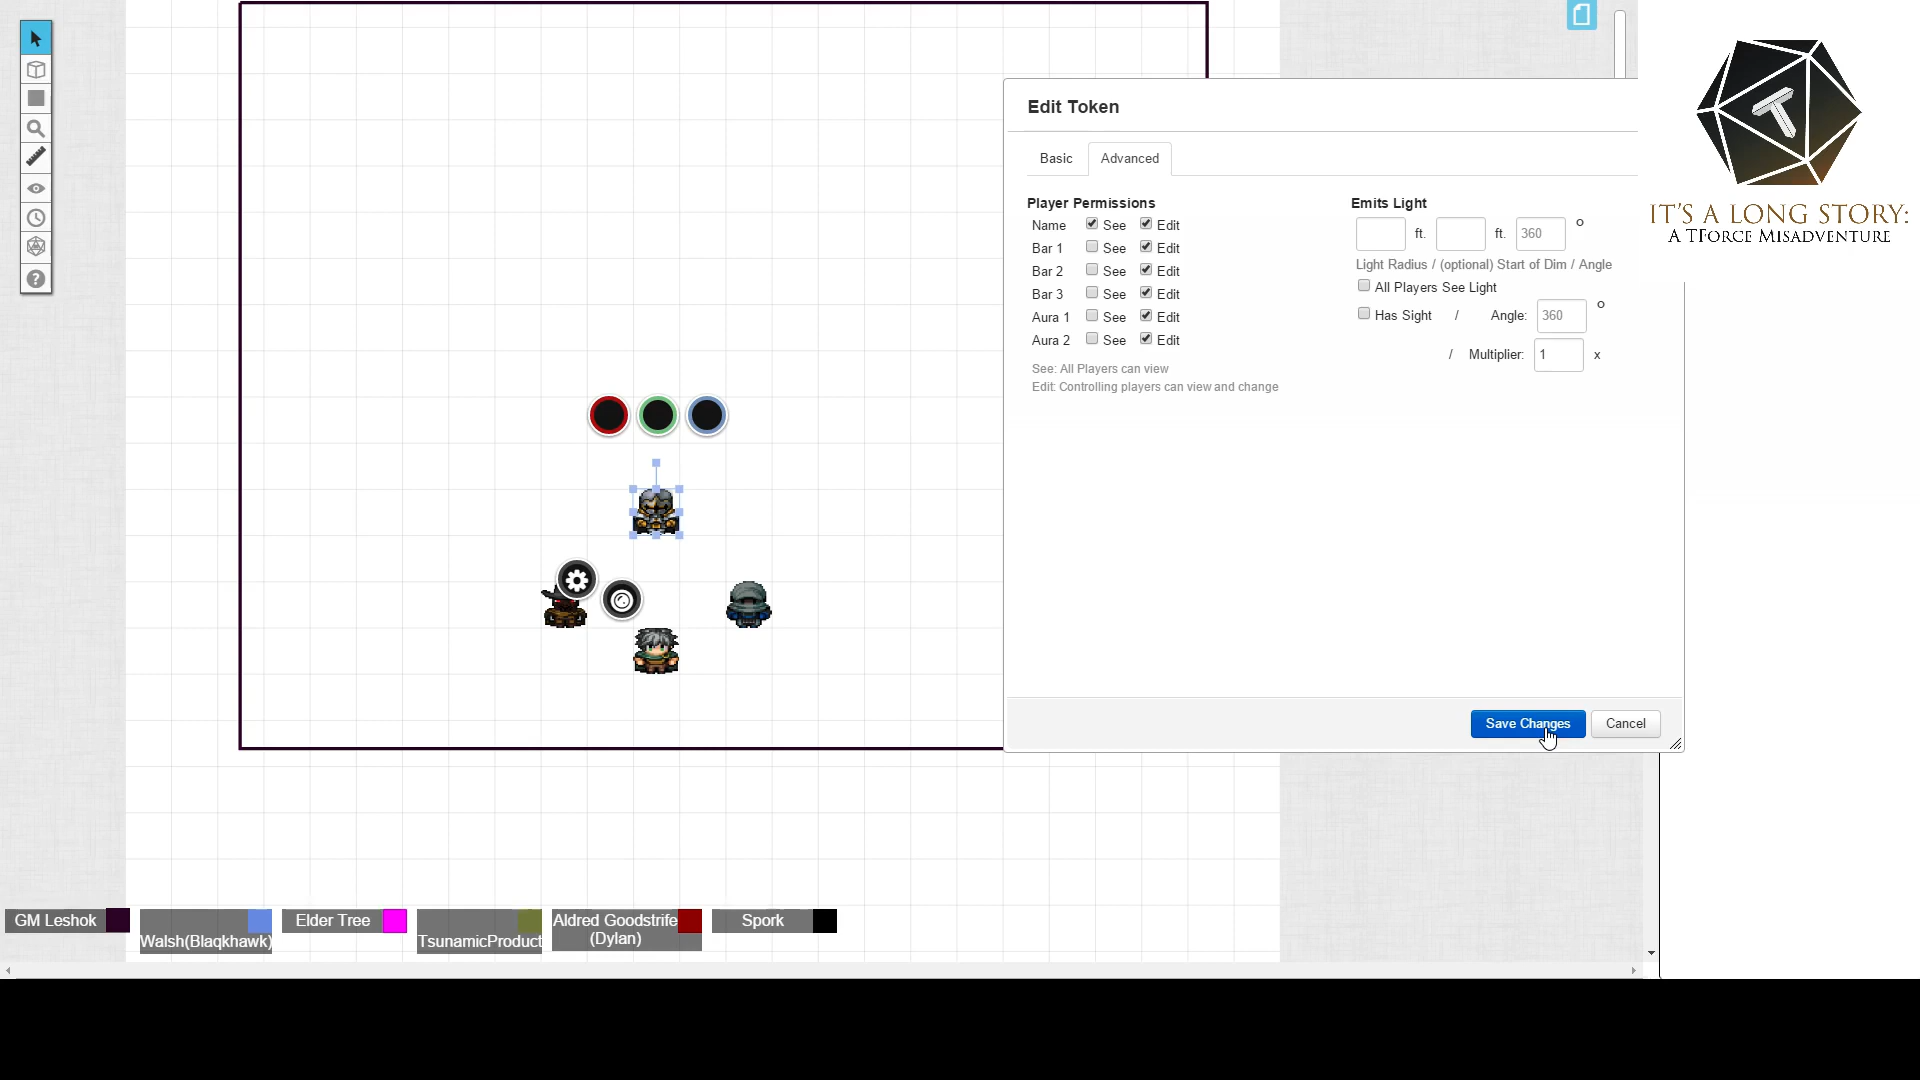 Edit Token
Basic
Advanced
Player Permissions
Name See Edit
Bar 1 See Edit
Bar 2 See Edit
Bar 3 See Edit
Aura 1 See Edit
Aura 2 See Edit
See: All Players can view
Edit: Controlling players can view and change
Emits Light
ft. ft. 360 o
Light Radius / (optional) Start of Dim / Angle
All Players See Light
Has Sight / Angle: 360 o
/ Multiplier: 1 x
Save Changes
Cancel
IT'S A LONG STORY:
A TFORCE MISADVENTURE
GM Leshok
Walsh(Blaqkhawk)
Elder Tree
TsunamicProduct
Aldred Goodstrife
(Dylan)
Spork